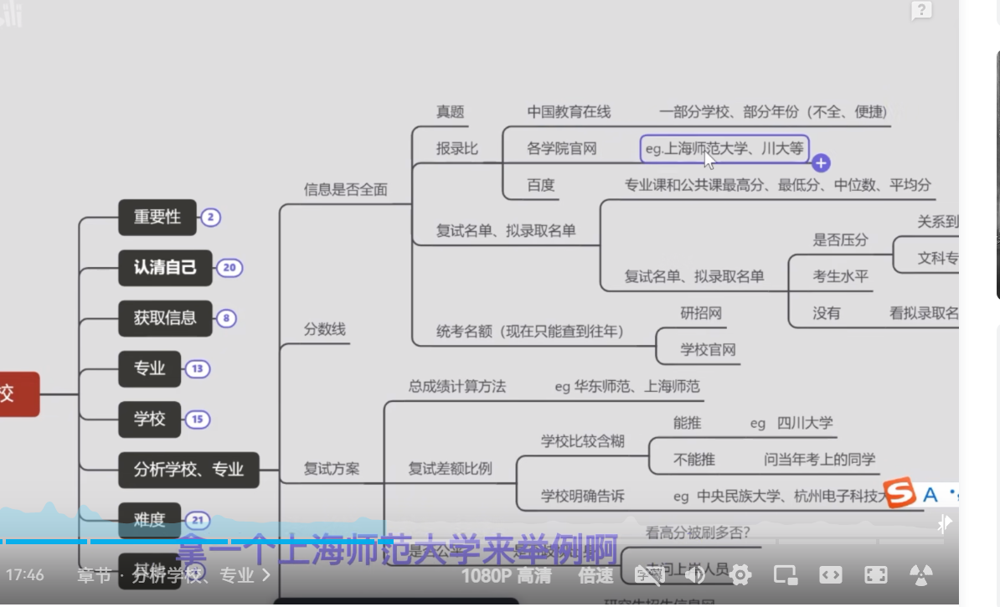 ?
真题
中国教育在线
一部分学校、部分年份（不全、便捷）
报录比
各学院官网
eg.上海师范大学、川大等
百度
专业课和公共课最高分、最低分、中位数、平均分
信息是否全面
重要性 2
复试名单、拟录取名单
关系到
是否压分
认清自己 20
文科专
复试名单、拟录取名单
考生水平
获取信息 8
没有
看拟录取名
研招网
分数线
统考名额（现在只能直到往年）
学校官网
专业 13
总成绩计算方法
eg 华东师范、上海师范
校
学校 15
能推
eg 四川大学
学校比较含糊
分析学校、专业
复试方案
复试差额比例
不能推
问当年考上的同学
学校明确告诉
eg 中央民族大学、杭州电子科技大
A
难度 21
看高分被刷多否？
拿一个上海师范大学来举例啊
其他
17:46
章节 · 分析学校、专业
1080P 高清
倍速
字幕
研究生招生信息网